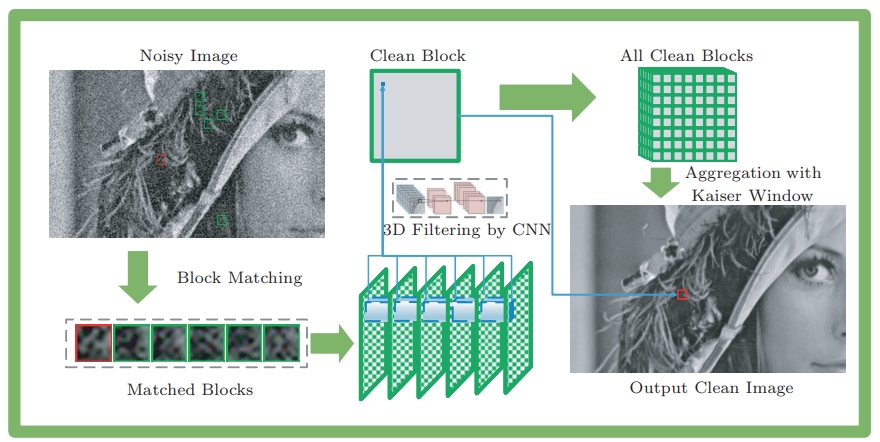 Noisy Image
Clean Block
All Clean Blocks
Aggregation with
Kaiser Window
3D Filtering by CNN
Block Matching
Matched Blocks
Output Clean Image